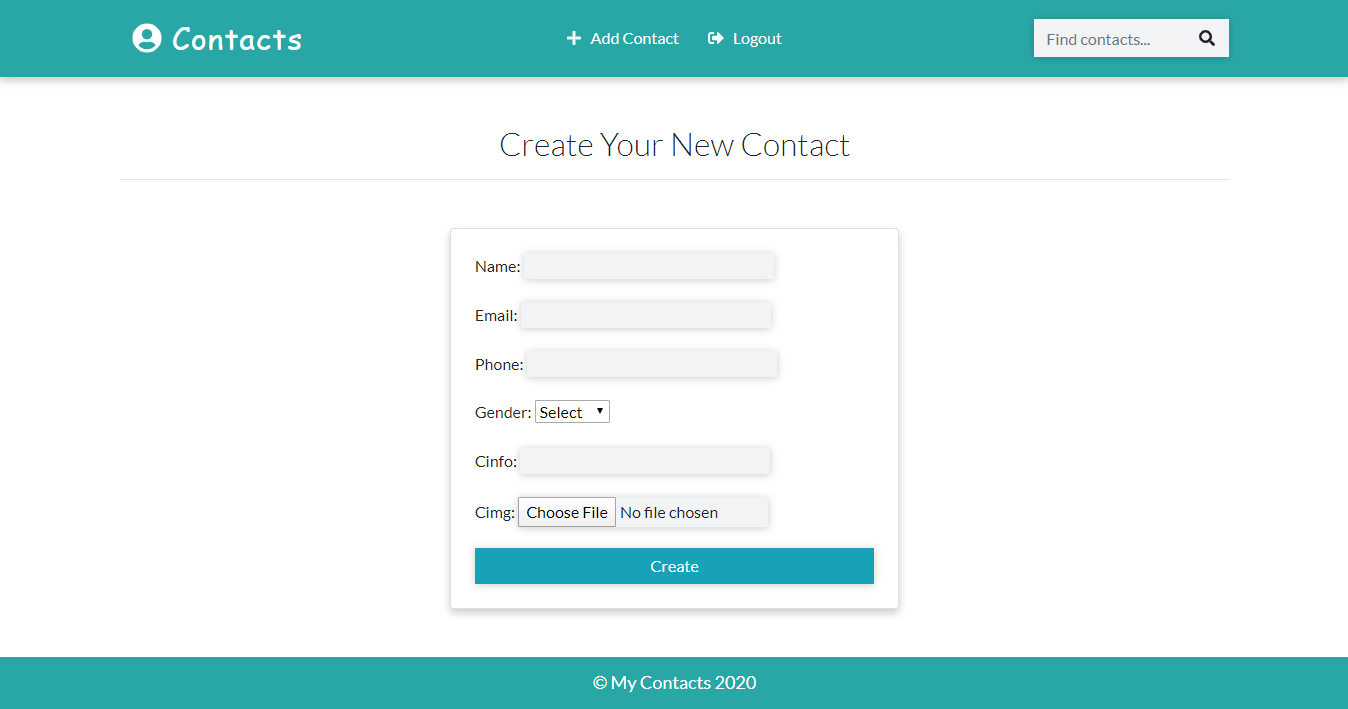 Contacts
Add Contact
Logout
Find contacts...
Create Your New Contact
Name:
Email:
Phone:
Gender: Select
Cinfo:
Cimg: Choose File No file chosen
Create
© My Contacts 2020